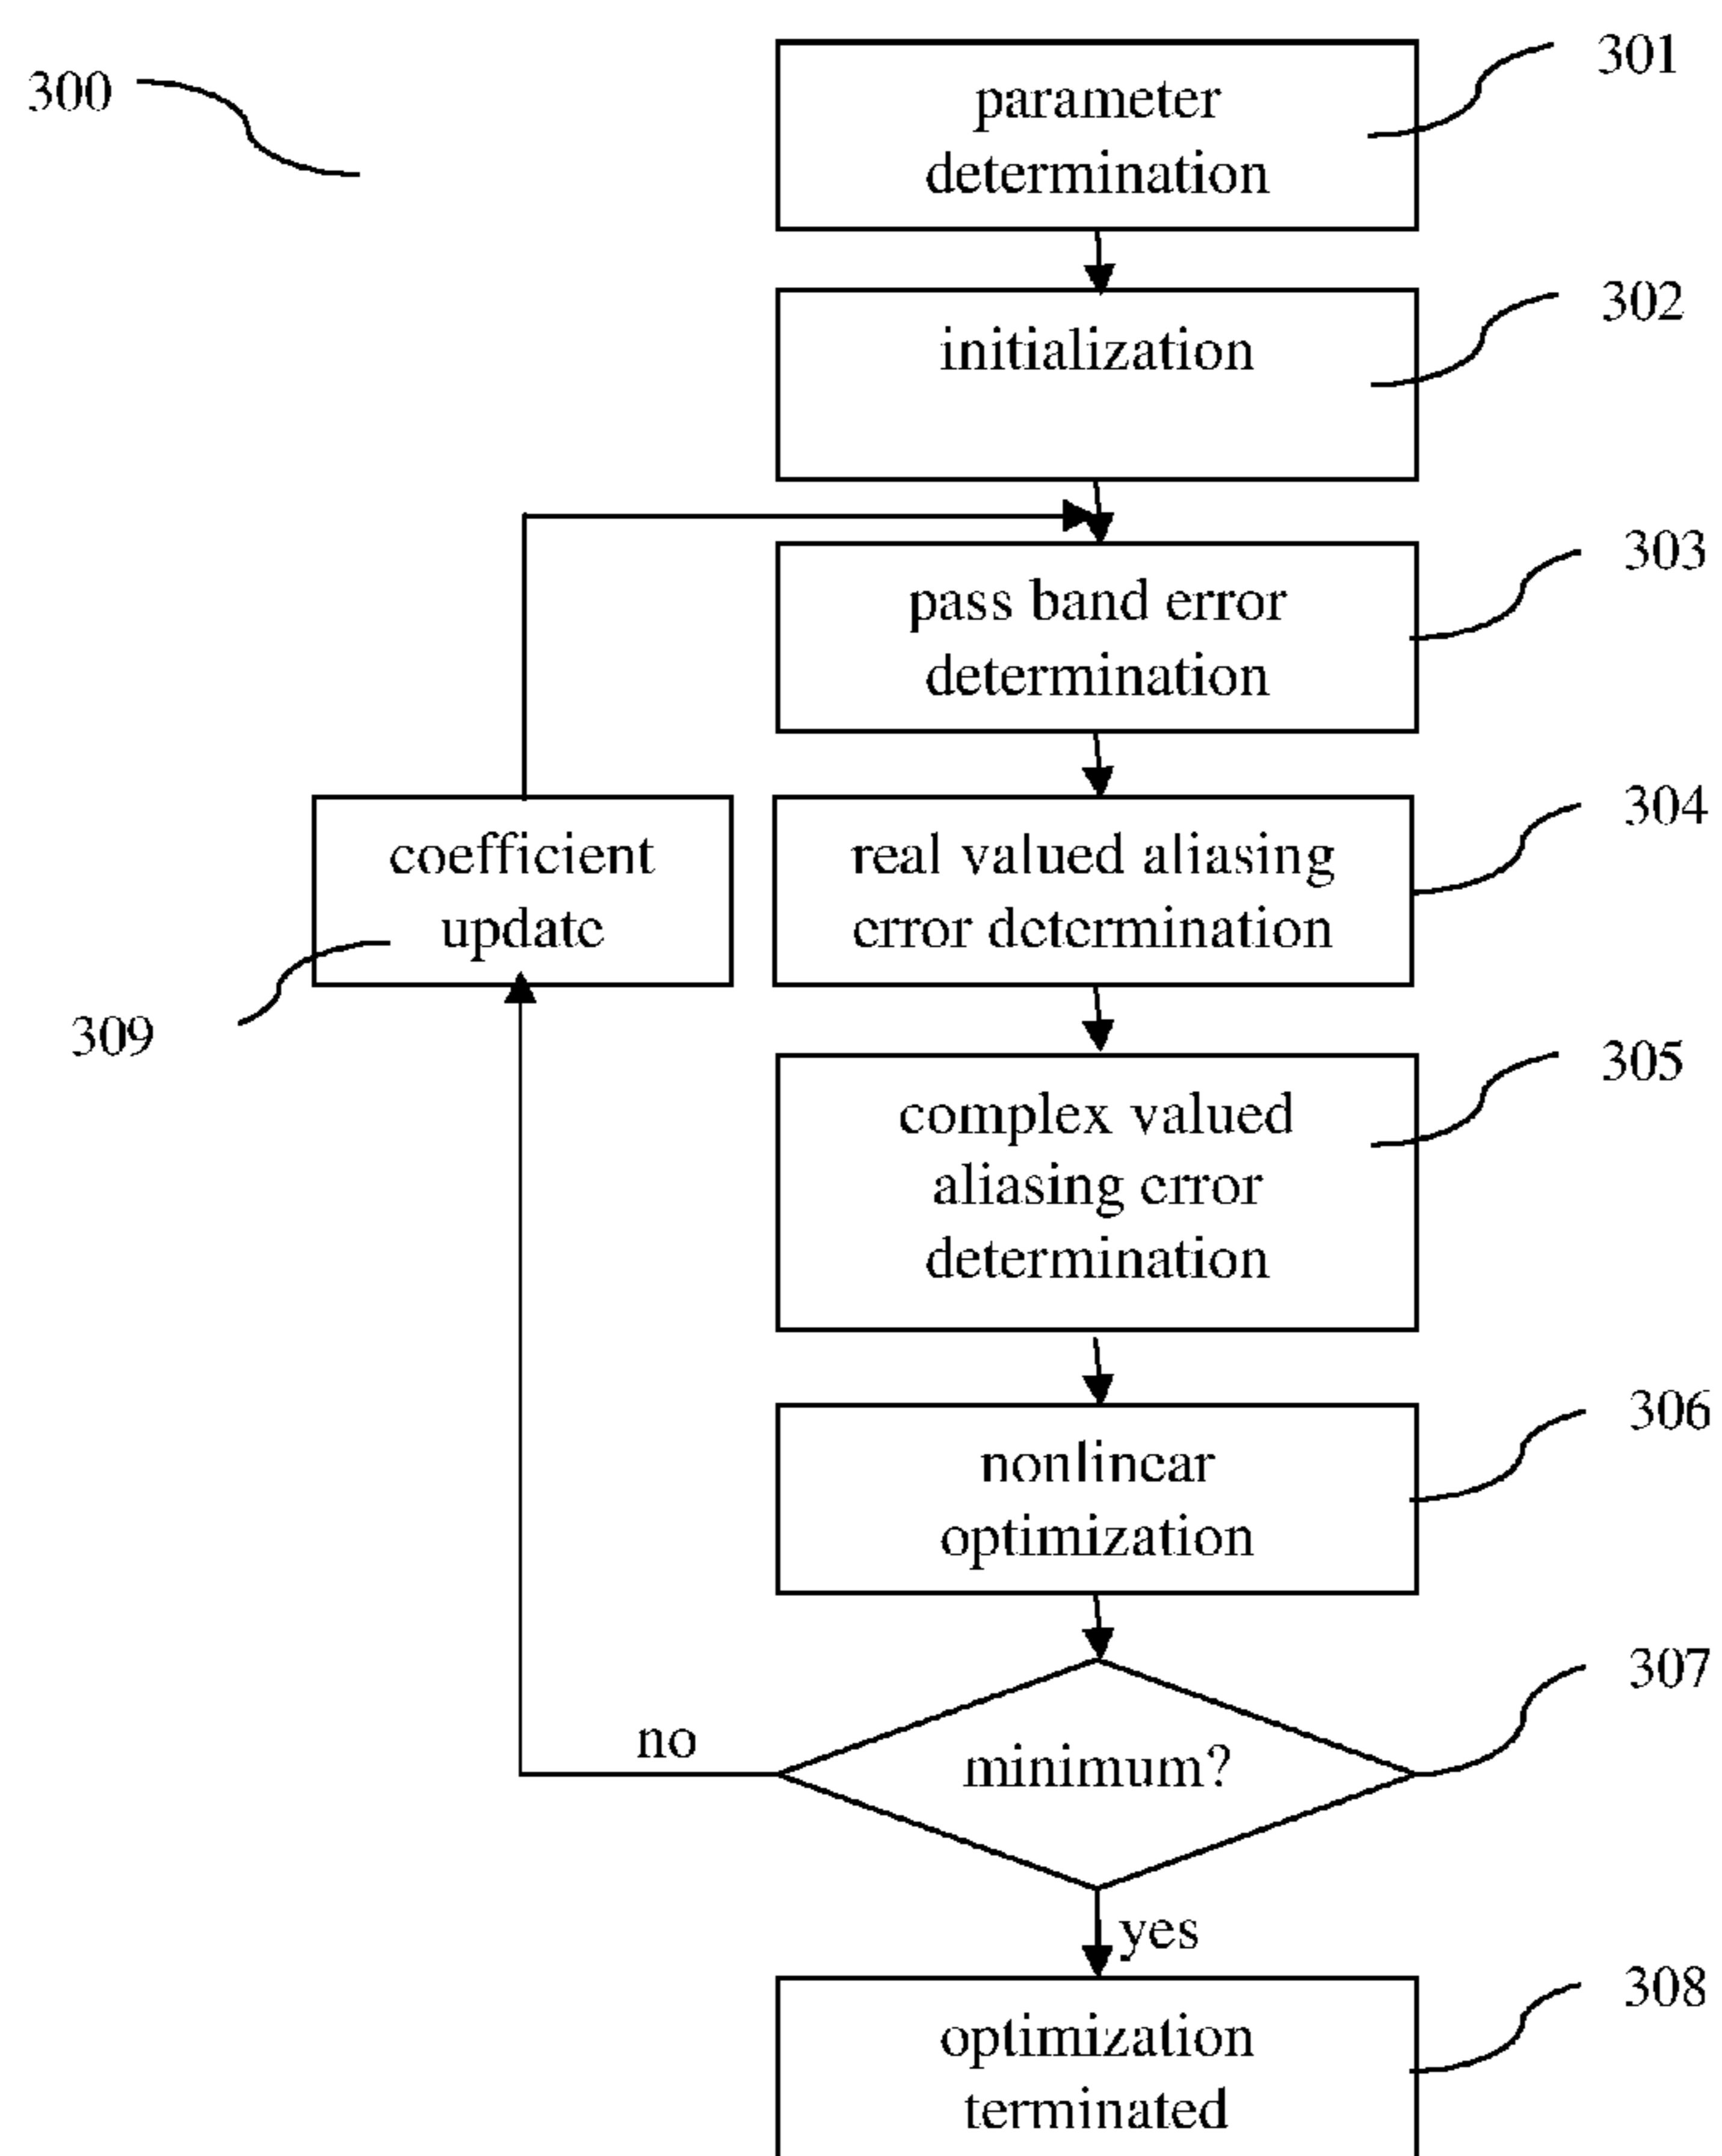 300
301
parameter
determination
302
initialization
303
pass band error
determination
304
real valued aliasing
error determination
coefficient
update
309
305
complex valued
aliasing error
determination
306
nonlinear
optimization
307
no
minimum?
yes
308
optimization
terminated